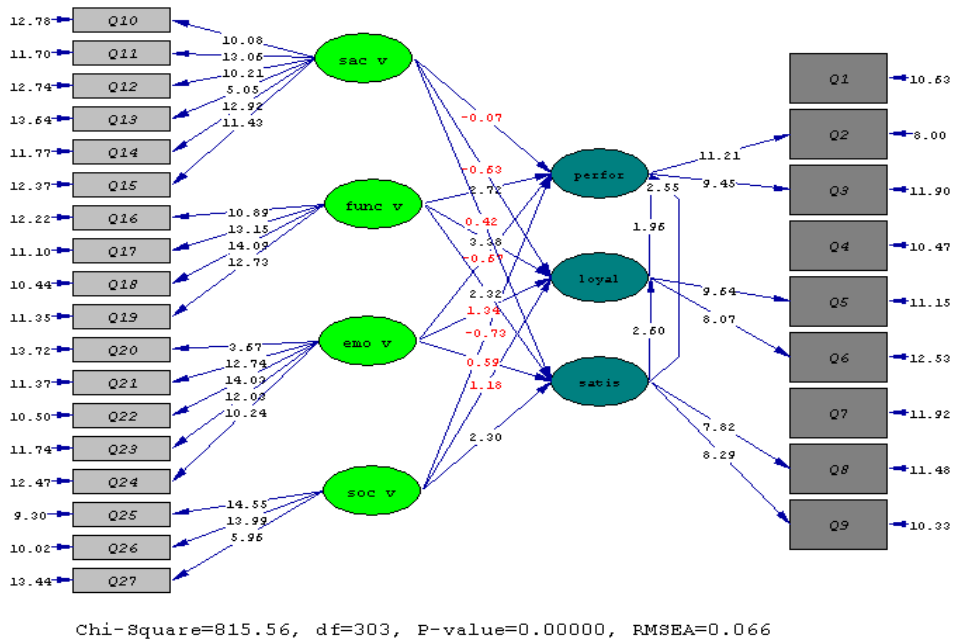 12.78 Q10
11.70 Q11
12.74 Q12
13.64 Q13
11.77 Q14
12.37 Q15
12.22 Q16
11.10 Q17
10.44 Q18
11.35 Q19
13.72 Q20
11.37 Q21
10.50 Q22
11.74 Q23
12.47 Q24
9.30 Q25
10.02 Q26
13.44 Q27
10.08
13.05
10.21
5.05
12.92
11.43
10.89
13.15
14.09
12.73
3.67
12.74
14.03
12.03
10.24
14.55
13.99
5.96
sac v
func v
emo v
soc v
-0.07
-0.53
2.72
0.42
3.38
-0.57
2.32
1.34
-0.73
0.59
1.18
2.30
perfor
loyal
satis
2.55
1.96
2.60
11.21
9.45
9.64
8.07
7.82
8.29
Q1 10.63
Q2 8.00
Q3 11.90
Q4 10.47
Q5 11.15
Q6 12.53
Q7 11.92
Q8 11.48
Q9 10.33
Chi-Square=815.56, df=303, P-value=0.00000, RMSEA=0.066